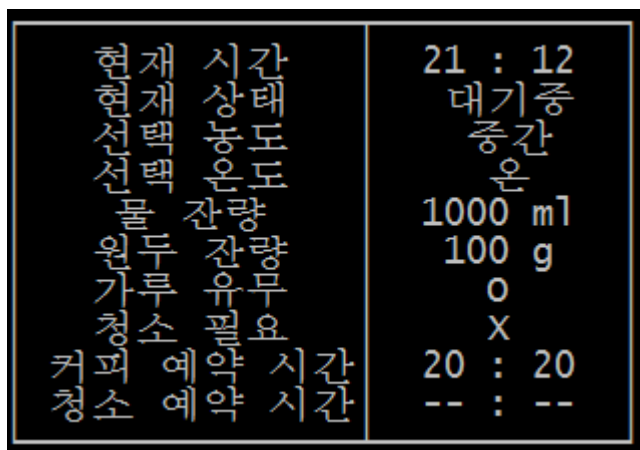 현재 시간 21 : 12
현재 상태 대기중
선택 농도 중간
선택 온도 온
물 잔량 1000 ml
원두 잔량 100 g
가루 유무 O
청소 필요 X
커피 예약 시간 20 : 20
청소 예약 시간 -- : --